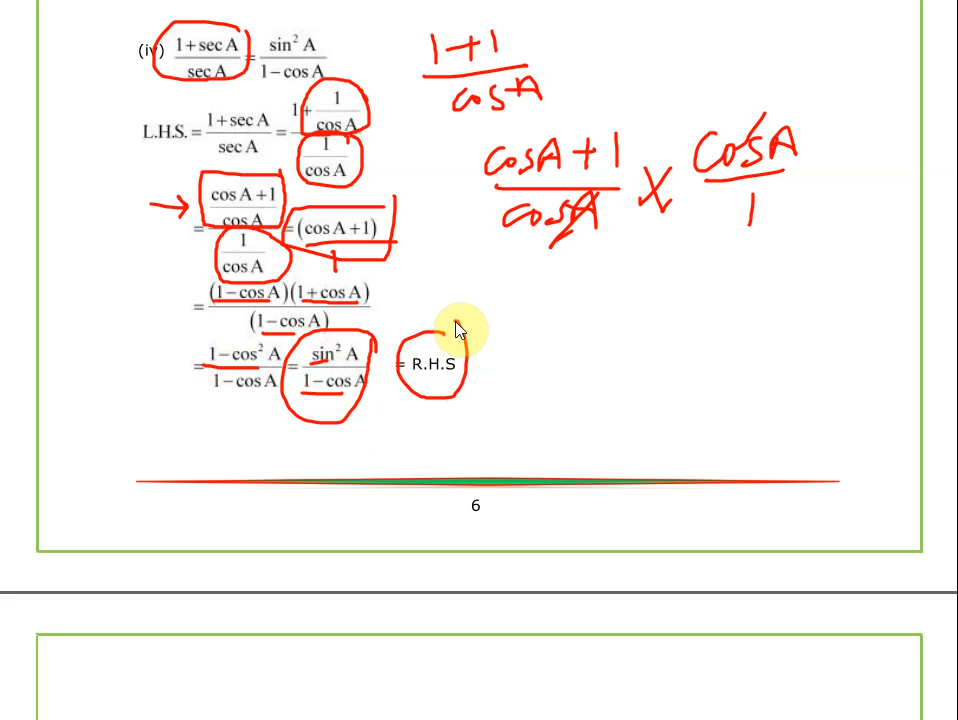 (iv) (1 + sec A)/(sec A) = (sin² A)/(1 − cos A)
L.H.S. = (1 + sec A)/(sec A) = (1 + 1/(cos A))/(1/(cos A))
= ((cos A + 1)/(cos A))/(1/(cos A)) = (cos A + 1)
1
= ((1 − cos A)(1 + cos A))/((1 − cos A))
= (1 − cos² A)/(1 − cos A) = (sin² A)/(1 − cos A) = R.H.S
1 + 1
cos A
(cos A + 1)/(cos A) × (cos A)/1
6